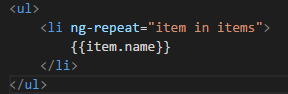 <ul>
    <li ng-repeat="item in items">
        {{item.name}}
    </li>
</ul>